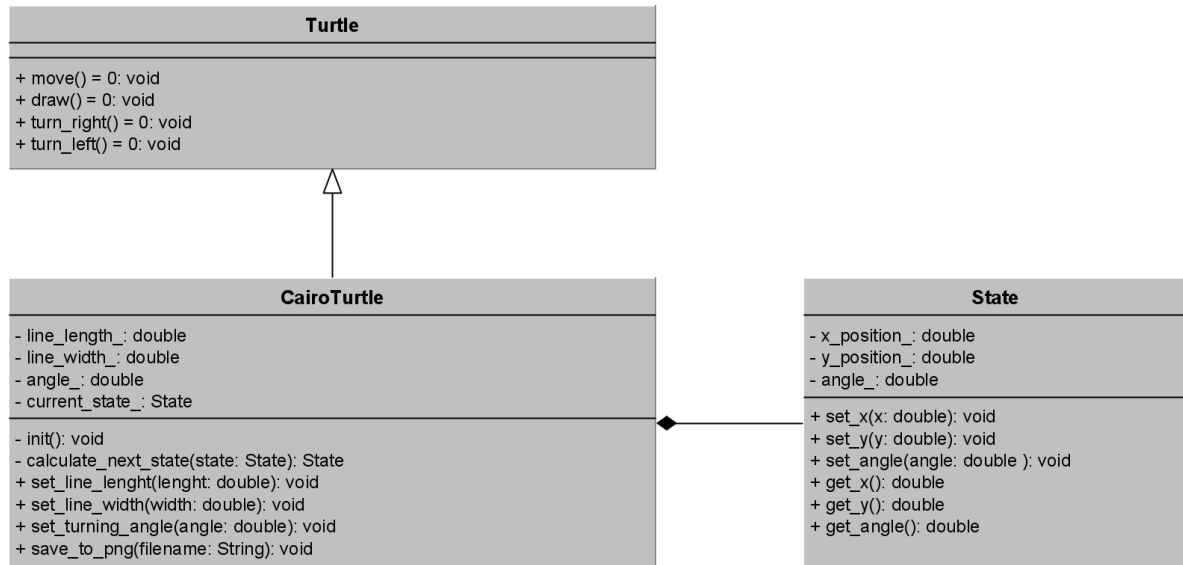 Turtle
+ move() = 0: void
+ draw() = 0: void
+ turn_right() = 0: void
+ turn_left() = 0: void
CairoTurtle
- line_length_: double
- line_width_: double
- angle_: double
- current_state_: State
- init(): void
- calculate_next_state(state: State): State
+ set_line_lenght(lenght: double): void
+ set_line_width(width: double): void
+ set_turning_angle(angle: double): void
+ save_to_png(filename: String): void
State
- x_position_: double
- y_position_: double
- angle_: double
+ set_x(x: double): void
+ set_y(y: double): void
+ set_angle(angle: double ): void
+ get_x(): double
+ get_y(): double
+ get_angle(): double